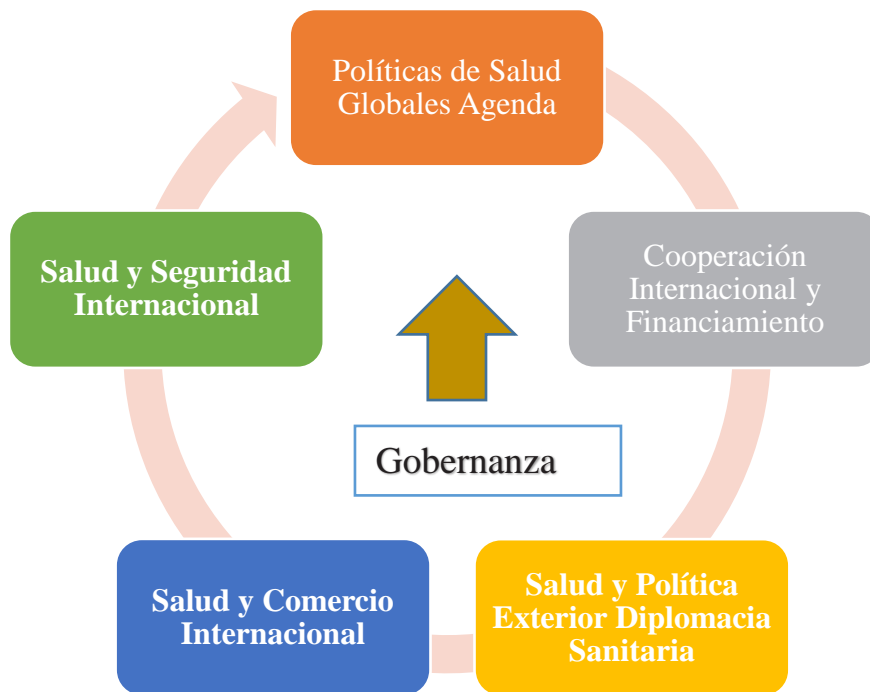 Políticas de Salud
Globales Agenda
Salud y Seguridad
Internacional
Cooperación
Internacional y
Financiamiento
Gobernanza
Salud y Comercio
Internacional
Salud y Política
Exterior Diplomacia
Sanitaria